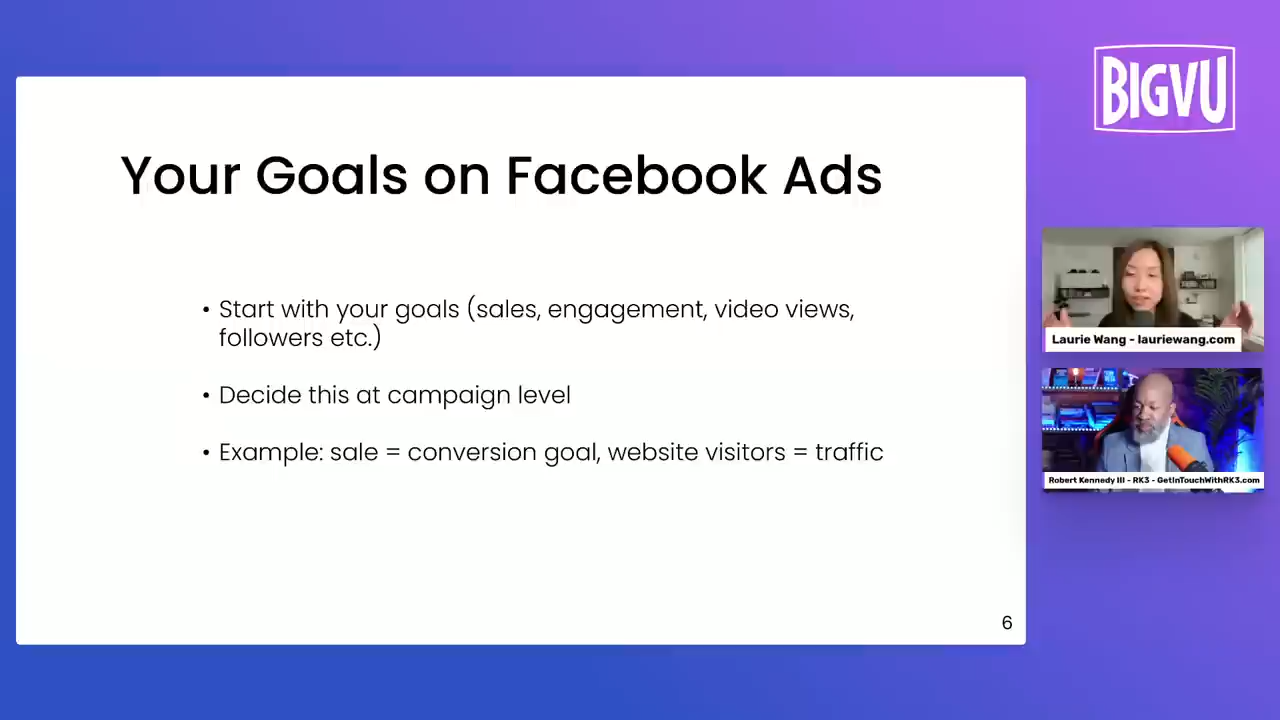 BIGVU
Your Goals on Facebook Ads
• Start with your goals (sales, engagement, video views,
followers etc.)
• Decide this at campaign level
• Example: sale = conversion goal, website visitors = traffic
6
Laurie Wang - lauriewang.com
Robert Kennedy III - RK3 - GetInTouchWithRK3.com